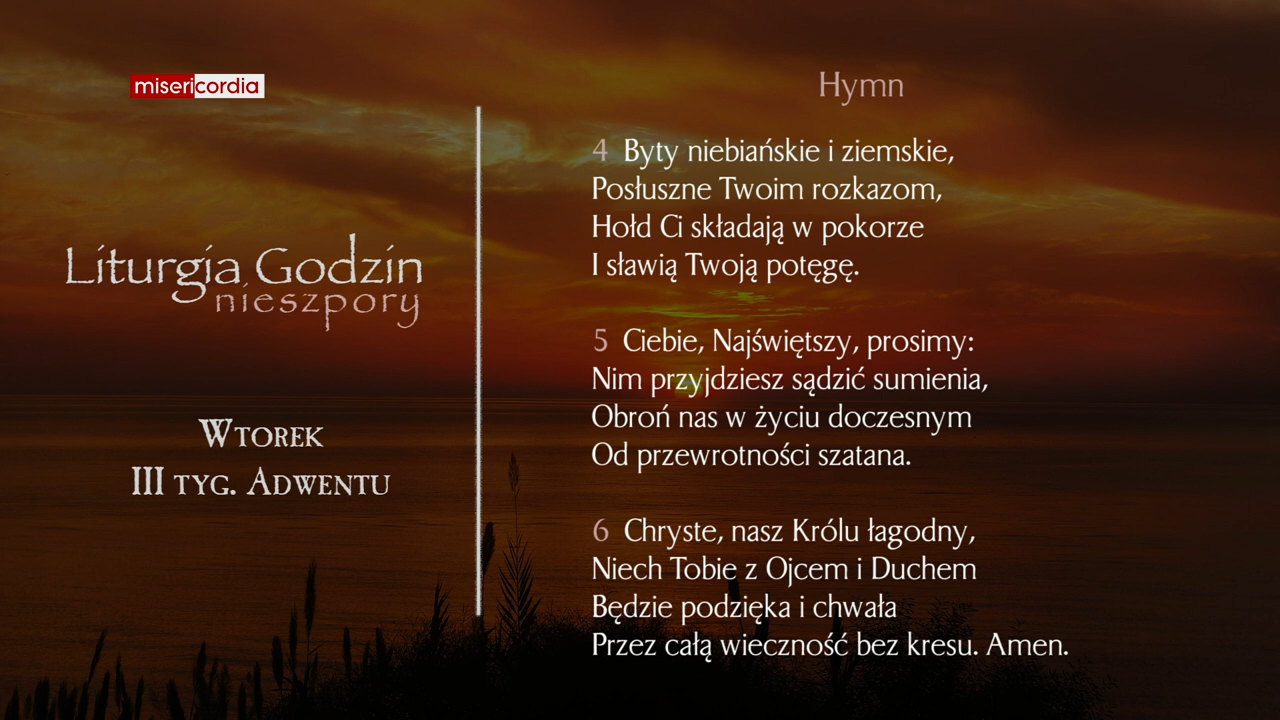 misericordia
Liturgia Godzin
nieszpory
Wtorek
III tyg. Adwentu
Hymn
4 Byty niebiańskie i ziemskie,
Posłuszne Twoim rozkazom,
Hołd Ci składają w pokorze
I sławią Twoją potęgę.
5 Ciebie, Najświętszy, prosimy:
Nim przyjdziesz sądzić sumienia,
Obroń nas w życiu doczesnym
Od przewrotności szatana.
6 Chryste, nasz Królu łagodny,
Niech Tobie z Ojcem i Duchem
Będzie podzięka i chwała
Przez całą wieczność bez kresu. Amen.